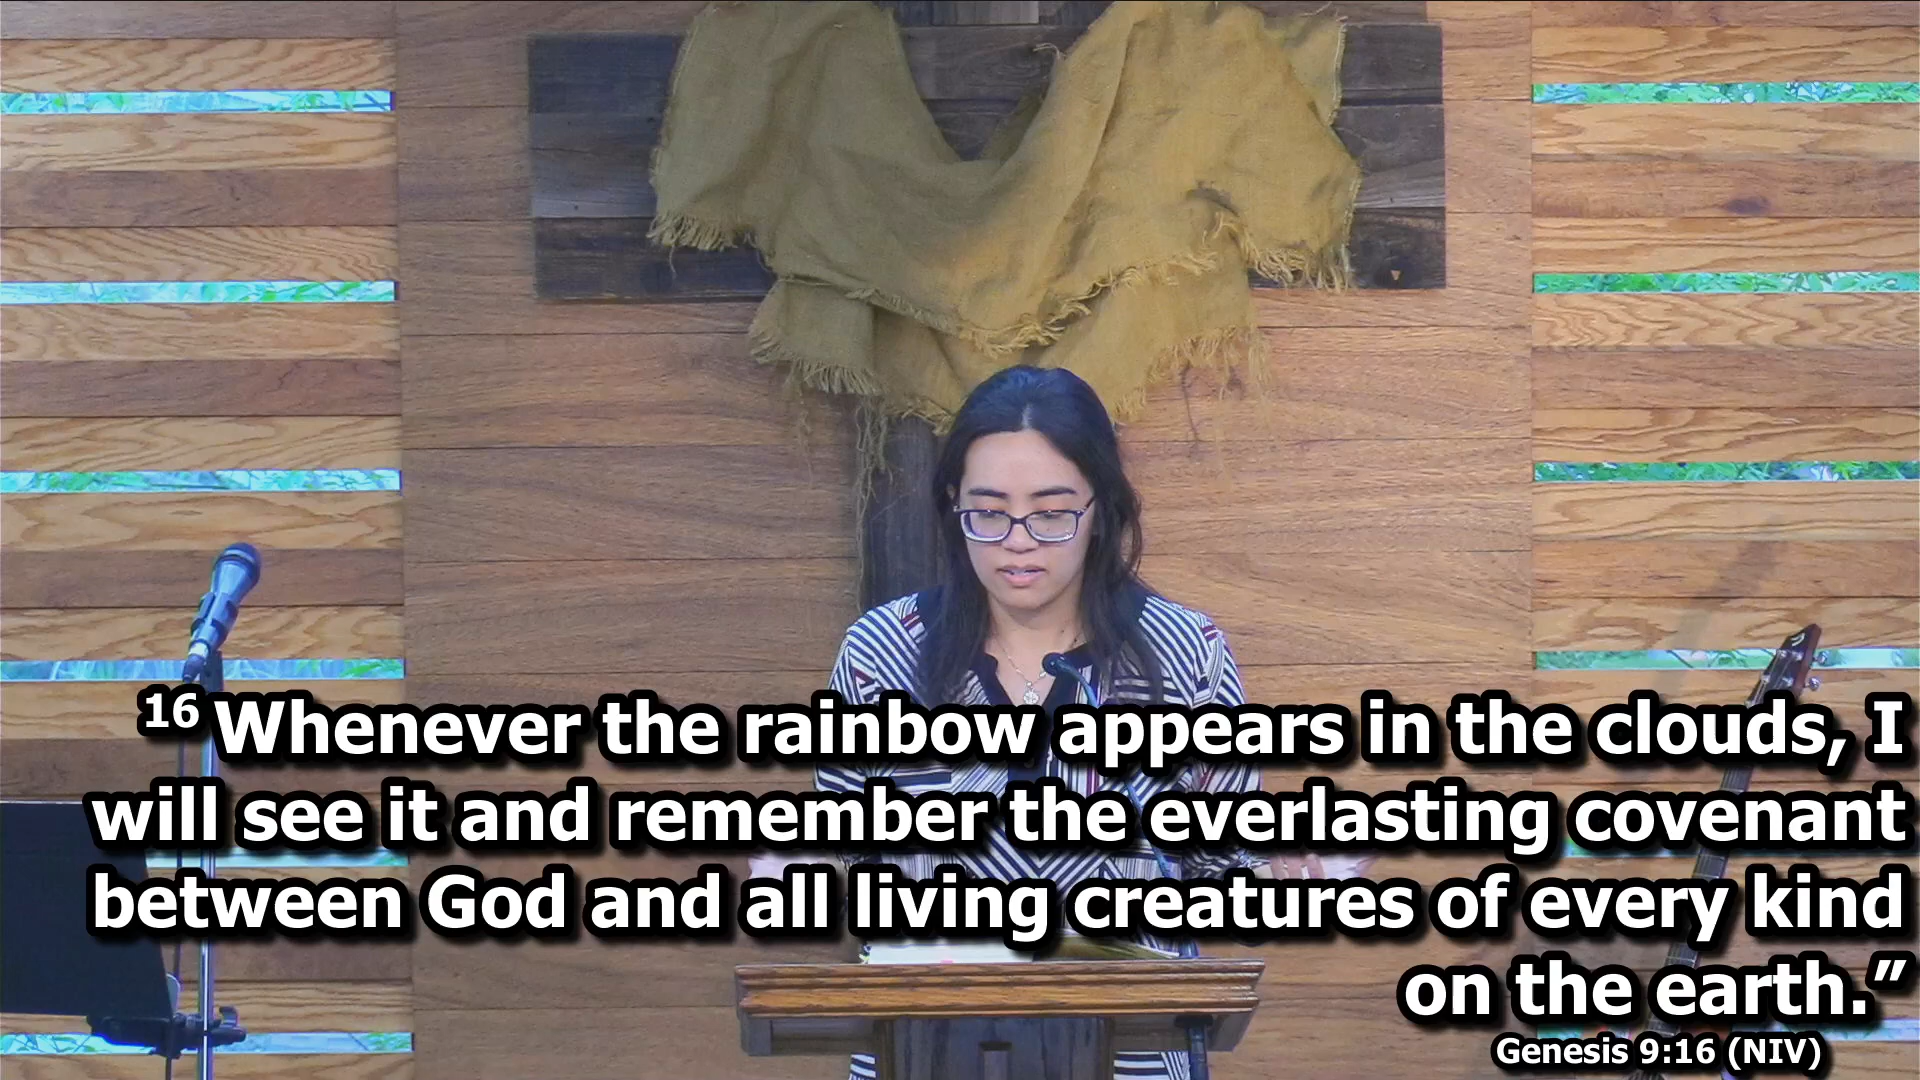 16 Whenever the rainbow appears in the clouds, I
will see it and remember the everlasting covenant
between God and all living creatures of every kind
on the earth.”
Genesis 9:16 (NIV)